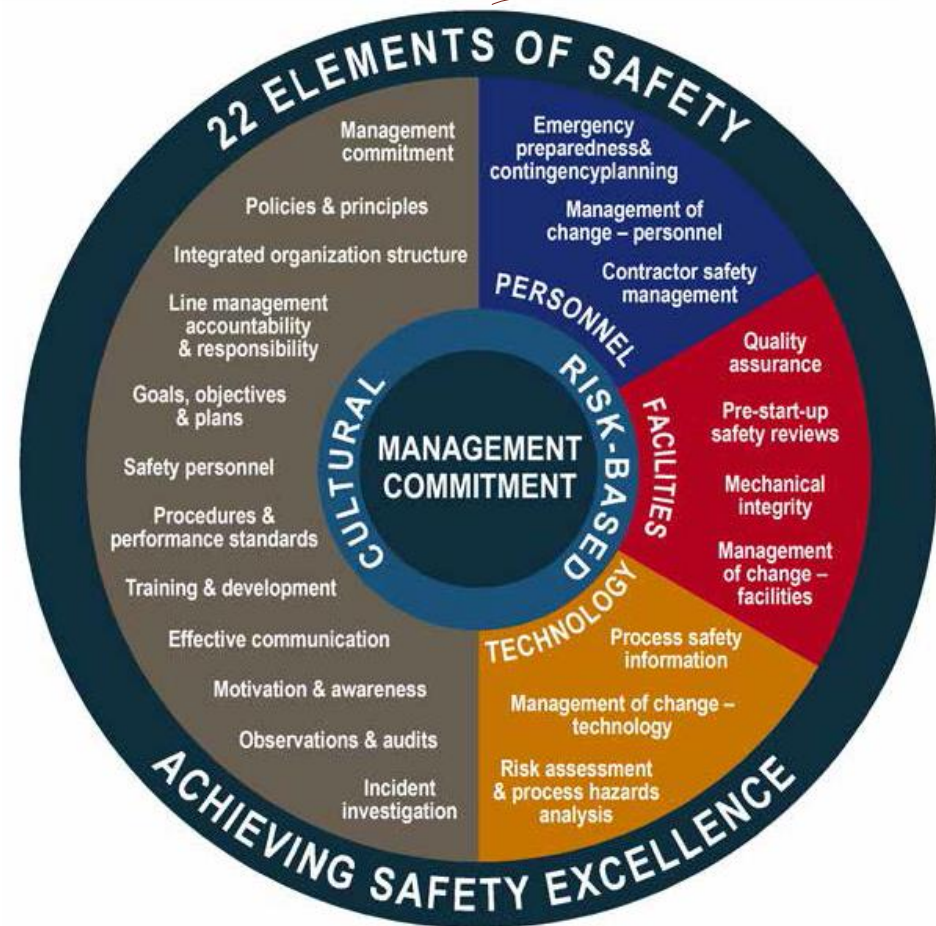 22 ELEMENTS OF SAFETY
Management
commitment
Policies & principles
Integrated organization structure
Line management
accountability
& responsibility
Goals, objectives
& plans
Safety personnel
Procedures &
performance standards
Training & development
Effective communication
Motivation & awareness
Observations & audits
Incident
investigation
CULTURAL
MANAGEMENT
COMMITMENT
RISK-BASED
PERSONNEL
Emergency
preparedness&
contingencyplanning
Management of
change – personnel
Contractor safety
management
FACILITIES
Quality
assurance
Pre-start-up
safety reviews
Mechanical
integrity
Management
of change –
facilities
TECHNOLOGY
Process safety
information
Management of change –
technology
Risk assessment
& process hazards
analysis
ACHIEVING SAFETY EXCELLENCE